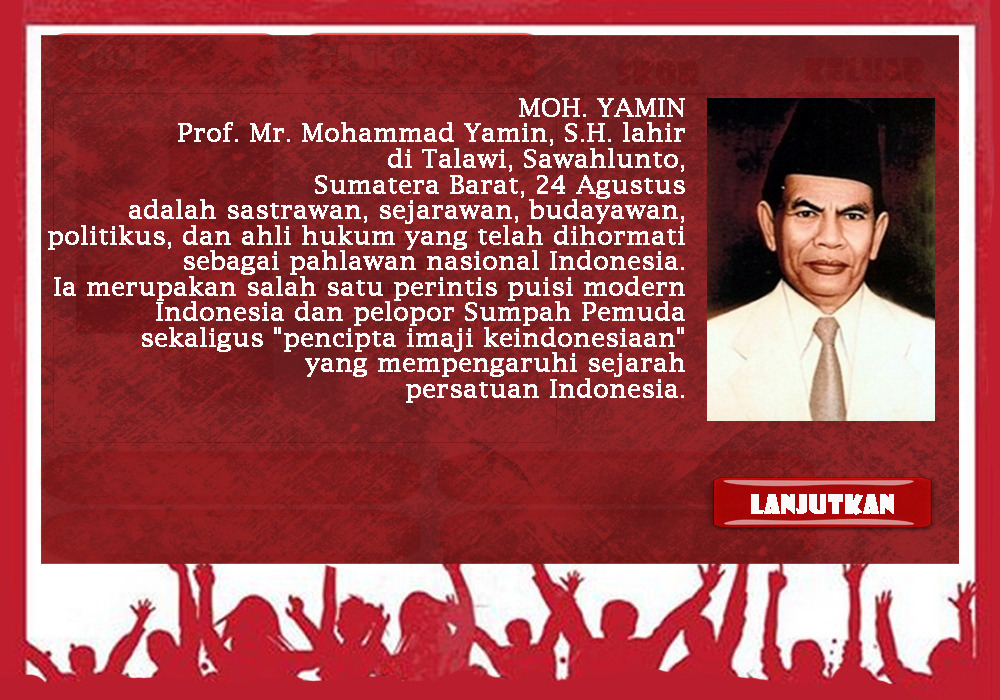 MOH. YAMIN
Prof. Mr. Mohammad Yamin, S.H. lahir
di Talawi, Sawahlunto,
Sumatera Barat, 24 Agustus
adalah sastrawan, sejarawan, budayawan,
politikus, dan ahli hukum yang telah dihormati
sebagai pahlawan nasional Indonesia.
Ia merupakan salah satu perintis puisi modern
Indonesia dan pelopor Sumpah Pemuda
sekaligus "pencipta imaji keindonesiaan"
yang mempengaruhi sejarah
persatuan Indonesia.
LANJUTKAN